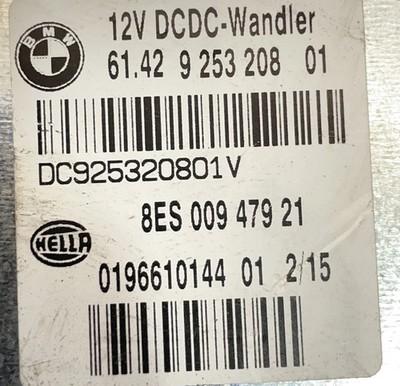 BMW
12V DCDC-Wandler
61.42 9 253 208 01
DC925320801V
8ES 009 479 21
HELLA
0196610144 01 2/15